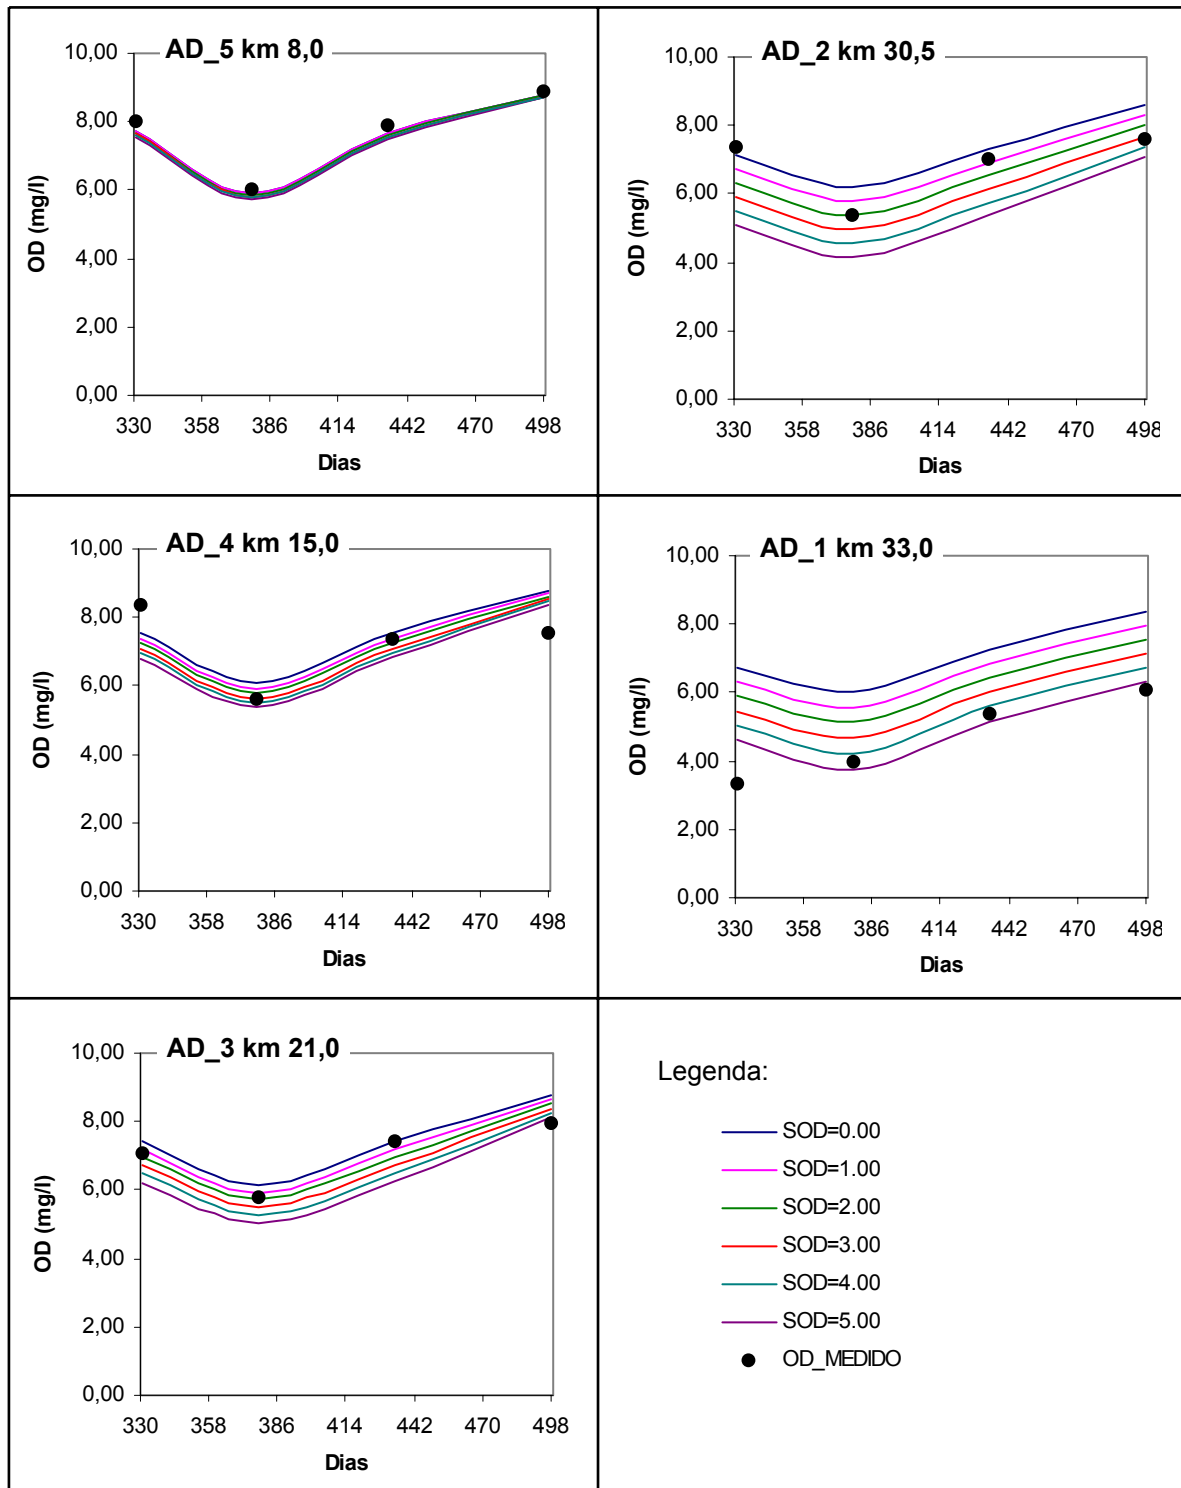 AD_5 km 8,0
10,00
8,00
6,00
4,00
2,00
0,00
OD (mg/l)
330 358 386 414 442 470 498
Dias
AD_2 km 30,5
10,00
8,00
6,00
4,00
2,00
0,00
OD (mg/l)
330 358 386 414 442 470 498
Dias
AD_4 km 15,0
10,00
8,00
6,00
4,00
2,00
0,00
OD (mg/l)
330 358 386 414 442 470 498
Dias
AD_1 km 33,0
10,00
8,00
6,00
4,00
2,00
0,00
OD (mg/l)
330 358 386 414 442 470 498
Dias
AD_3 km 21,0
10,00
8,00
6,00
4,00
2,00
0,00
OD (mg/l)
330 358 386 414 442 470 498
Dias
Legenda:
SOD=0.00
SOD=1.00
SOD=2.00
SOD=3.00
SOD=4.00
SOD=5.00
OD_MEDIDO